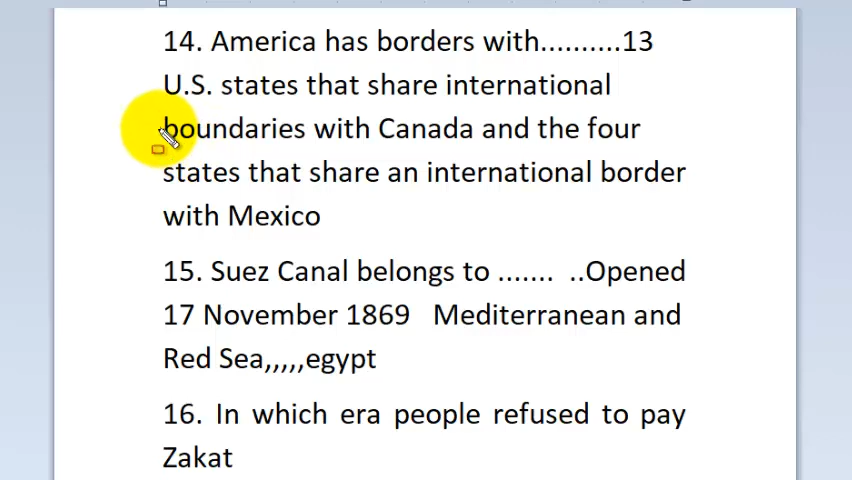 14. America has borders with..........13
U.S. states that share international
boundaries with Canada and the four
states that share an international border
with Mexico
15. Suez Canal belongs to ....... ..Opened
17 November 1869 Mediterranean and
Red Sea,,,,,egypt
16. In which era people refused to pay
Zakat